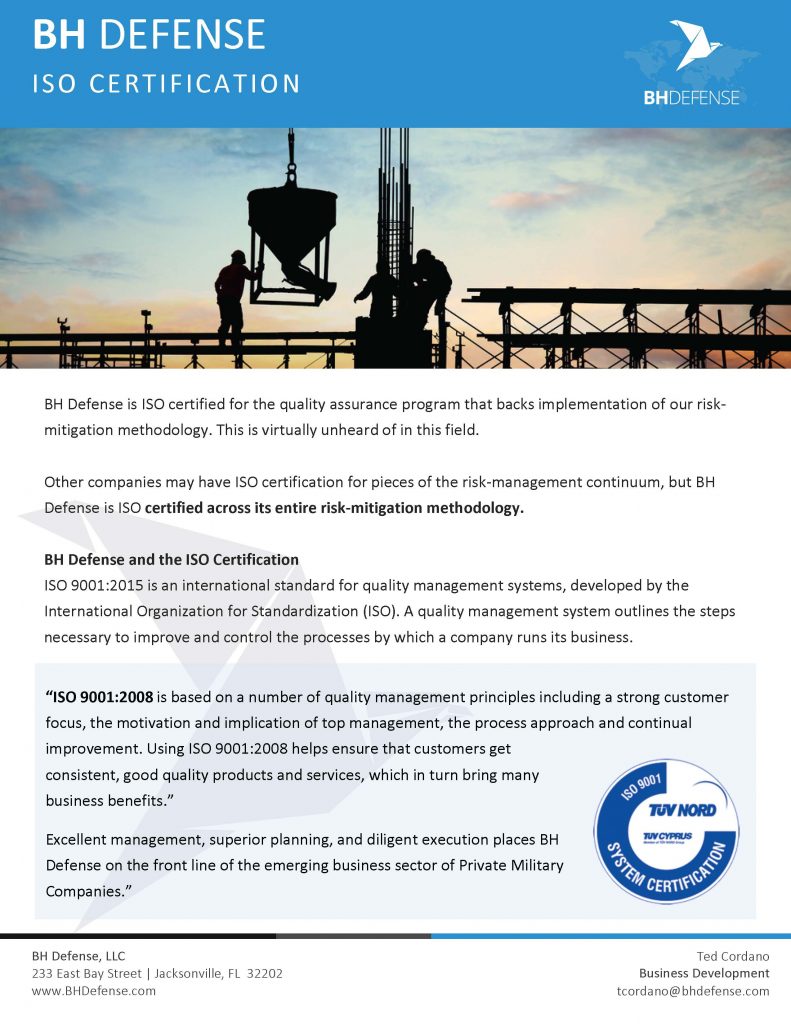 BH DEFENSE
ISO CERTIFICATION
BHDEFENSE
BH Defense is ISO certified for the quality assurance program that backs implementation of our risk-
mitigation methodology. This is virtually unheard of in this field.
Other companies may have ISO certification for pieces of the risk-management continuum, but BH
Defense is ISO certified across its entire risk-mitigation methodology.
BH Defense and the ISO Certification
ISO 9001:2015 is an international standard for quality management systems, developed by the
International Organization for Standardization (ISO). A quality management system outlines the steps
necessary to improve and control the processes by which a company runs its business.
“ISO 9001:2008 is based on a number of quality management principles including a strong customer
focus, the motivation and implication of top management, the process approach and continual
improvement. Using ISO 9001:2008 helps ensure that customers get
consistent, good quality products and services, which in turn bring many
business benefits.”
Excellent management, superior planning, and diligent execution places BH
Defense on the front line of the emerging business sector of Private Military
Companies.”
ISO 9001
TÜV NORD
TÜV CYPRUS
Member of TÜV NORD Group
SYSTEM CERTIFICATION
BH Defense, LLC
233 East Bay Street | Jacksonville, FL 32202
www.BHDefense.com
Ted Cordano
Business Development
tcordano@bhdefense.com